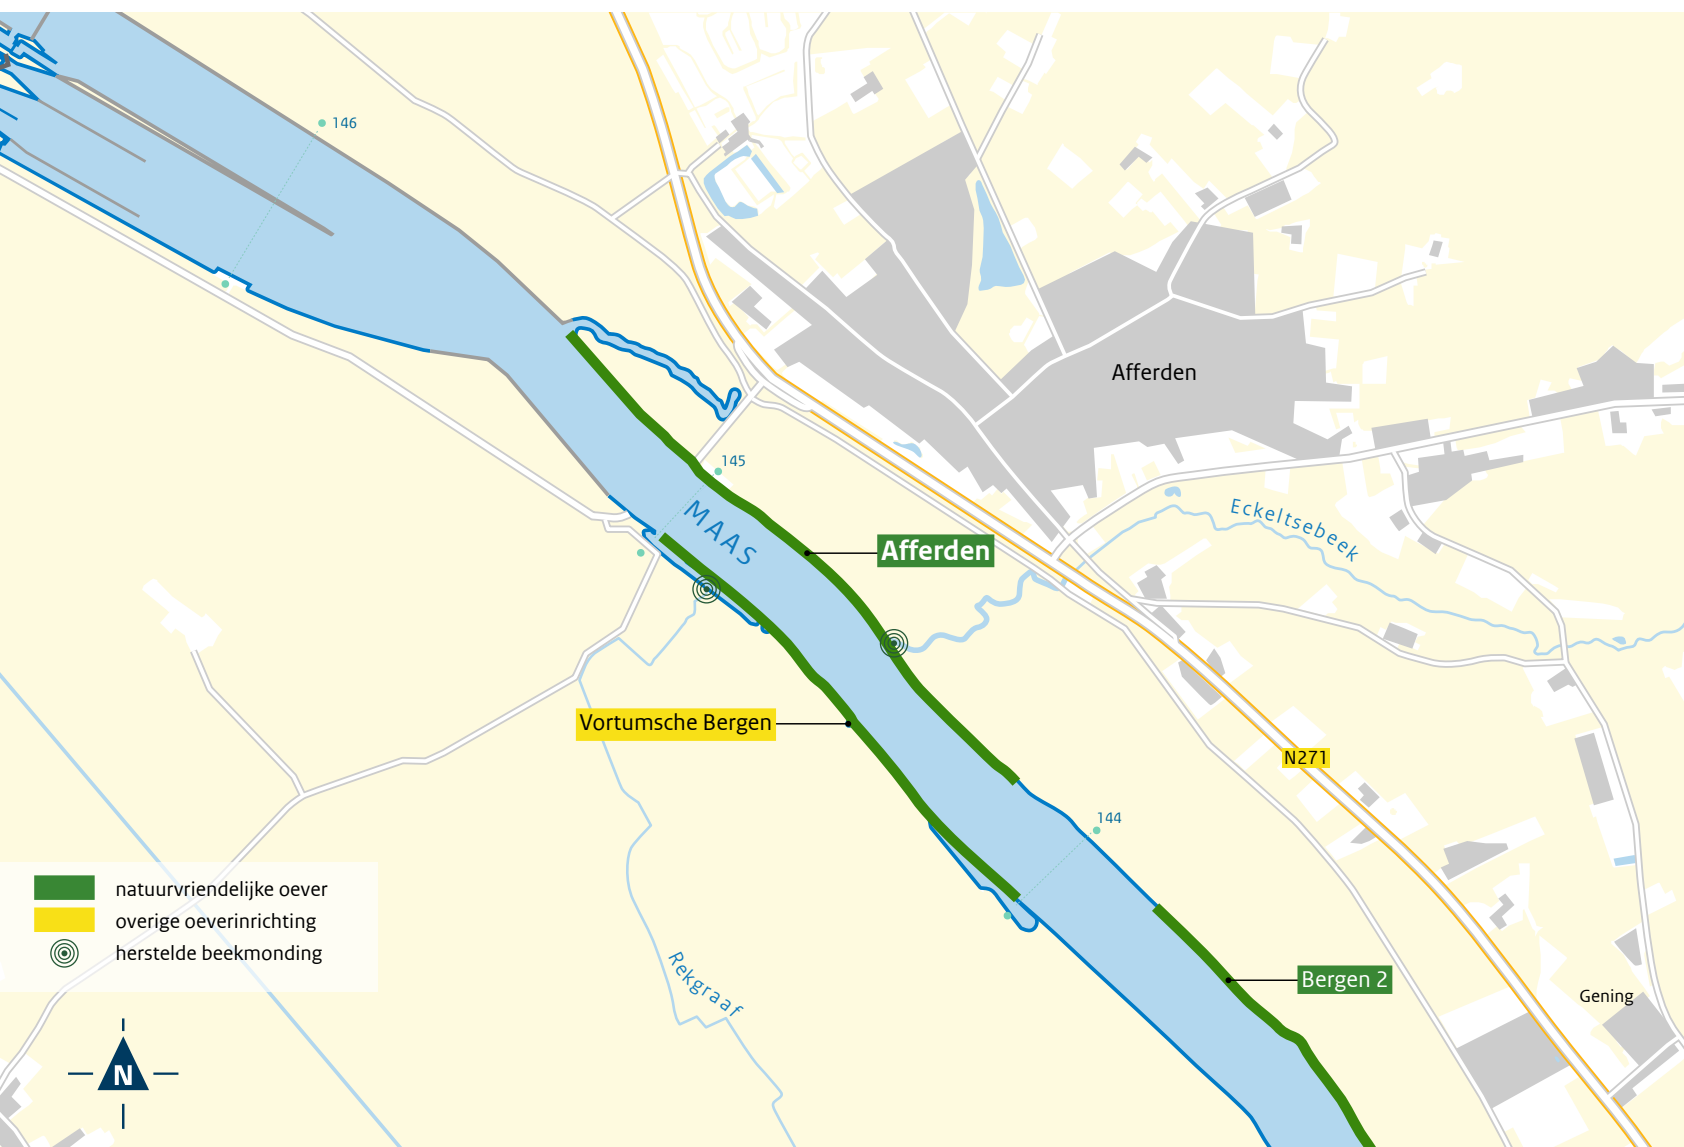 146
Afferden
145
MAAS
Eckeltsebeek
Afferden
Vortumsche Bergen
N271
144
natuurvriendelijke oever
overige oeverinrichting
herstelde beekmonding
Rekgraaf
Bergen 2
Gening
N